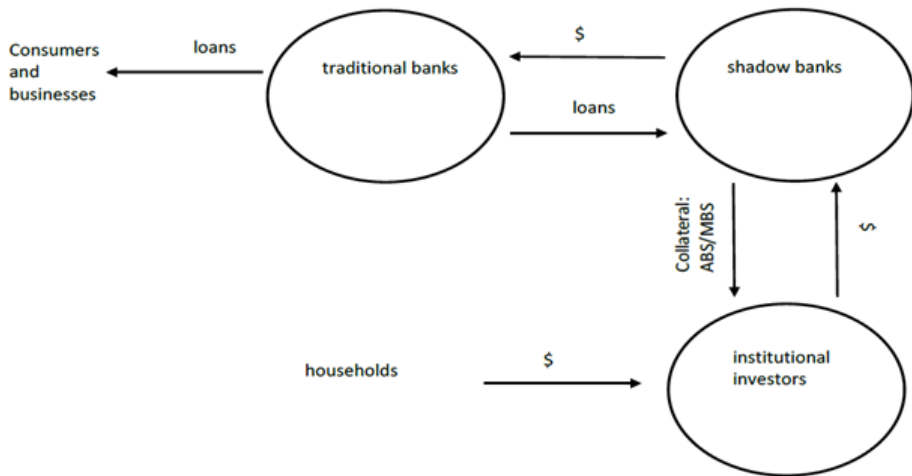 Consumers
and
businesses
loans
traditional banks
$
shadow banks
loans
Collateral:
ABS/MBS
$
households
$
institutional
investors